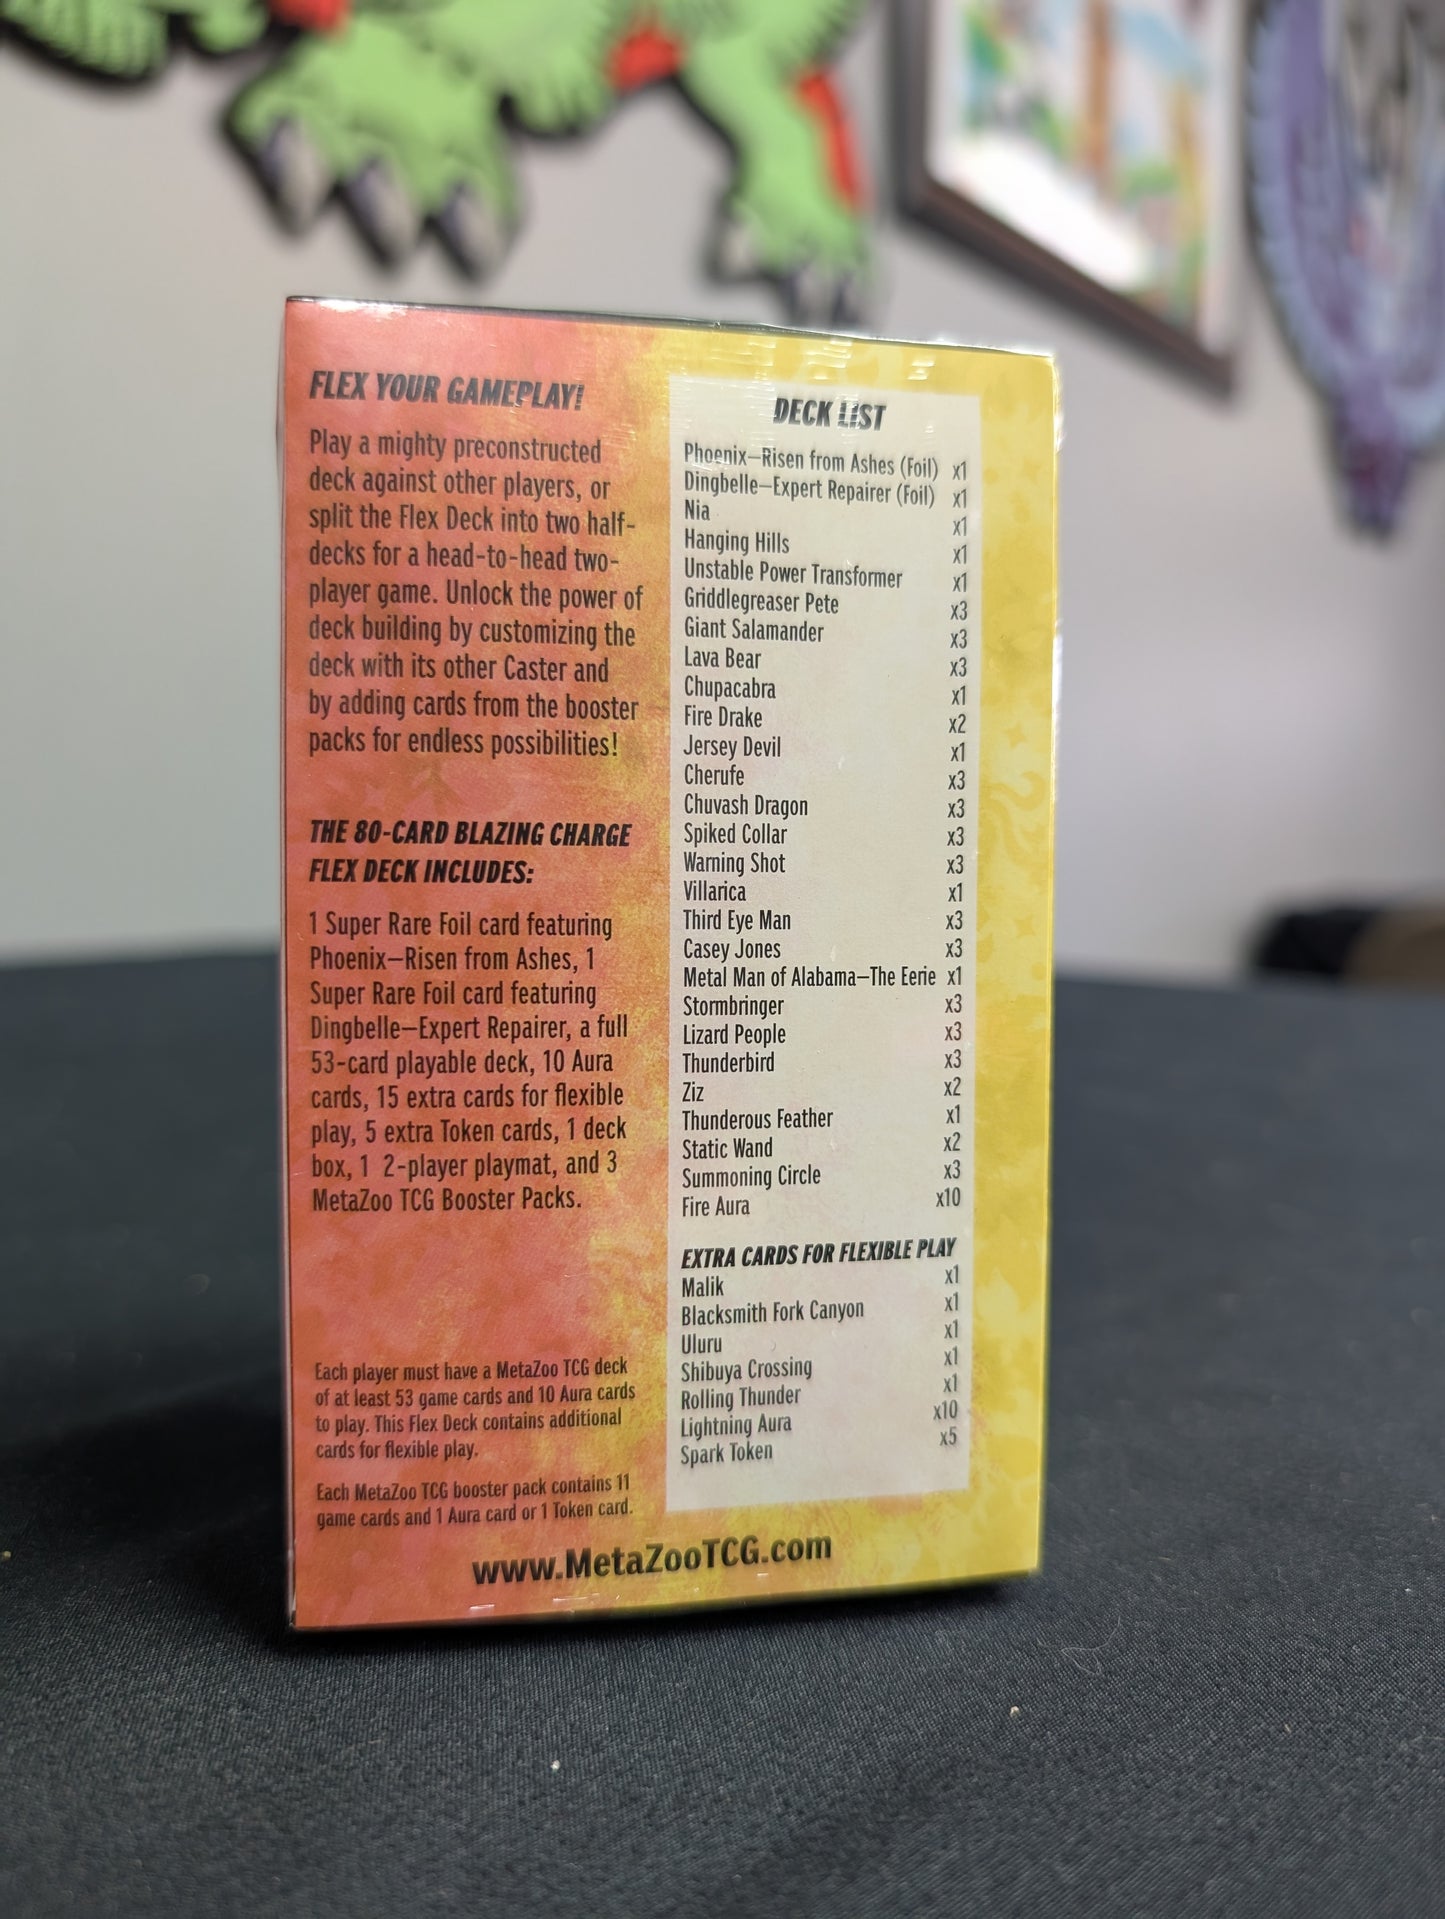 FLEX YOUR GAMEPLAY!
Play a mighty preconstructed
deck against other players, or
split the Flex Deck into two half-
decks for a head-to-head two-
player game. Unlock the power of
deck building by customizing the
deck with its other Caster and
by adding cards from the booster
packs for endless possibilities!
THE 80-CARD BLAZING CHARGE
FLEX DECK INCLUDES:
1 Super Rare Foil card featuring
Phoenix—Risen from Ashes, 1
Super Rare Foil card featuring
Dingbelle—Expert Repairer, a full
53-card playable deck, 10 Aura
cards, 15 extra cards for flexible
play, 5 extra Token cards, 1 deck
box, 1 2-player playmat, and 3
MetaZoo TCG Booster Packs.
Each player must have a MetaZoo TCG deck
of at least 53 game cards and 10 Aura cards
to play. This Flex Deck contains additional
cards for flexible play.
Each MetaZoo TCG booster pack contains 11
game cards and 1 Aura card or 1 Token card.
DECK LIST
Phoenix—Risen from Ashes (Foil) x1
Dingbelle—Expert Repairer (Foil) x1
Nia x1
Hanging Hills x1
Unstable Power Transformer x1
Griddlegreaser Pete x3
Giant Salamander x3
Lava Bear x3
Chupacabra x1
Fire Drake x2
Jersey Devil x1
Cherufe x3
Chuvash Dragon x3
Spiked Collar x3
Warning Shot x3
Villarica x1
Third Eye Man x3
Casey Jones x3
Metal Man of Alabama—The Eerie x1
Stormbringer x3
Lizard People x3
Thunderbird x3
Ziz x2
Thunderous Feather x1
Static Wand x2
Summoning Circle x3
Fire Aura x10
EXTRA CARDS FOR FLEXIBLE PLAY
Malik x1
Blacksmith Fork Canyon x1
Uluru x1
Shibuya Crossing x1
Rolling Thunder x1
Lightning Aura x10
Spark Token x5
www.MetaZooTCG.com